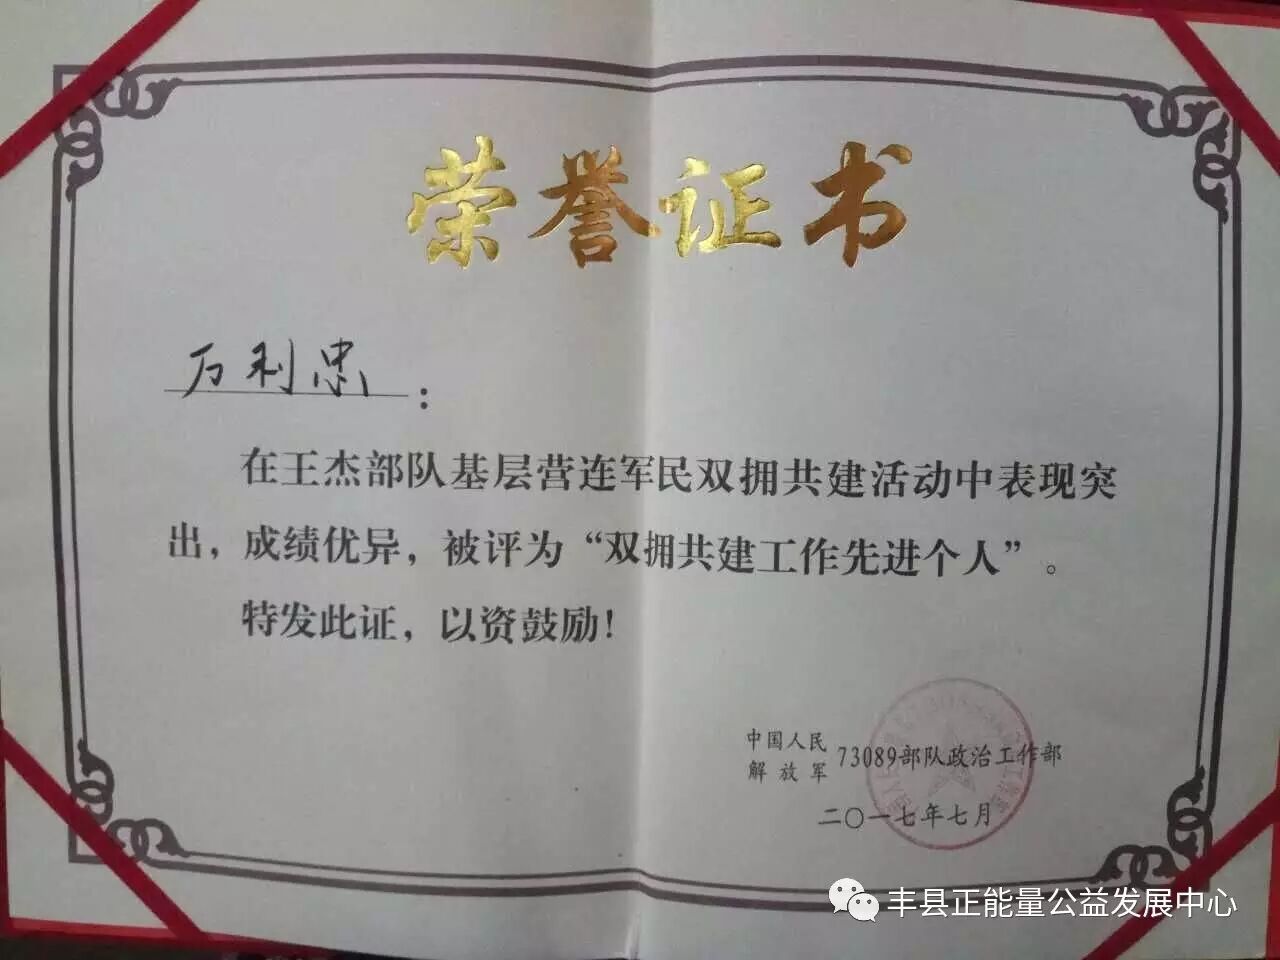 荣誉证书
万利忠：
在王杰部队基层营连军民双拥共建活动中表现突
出，成绩优异，被评为“双拥共建工作先进个人”。
特发此证，以资鼓励！
中国人民解放军 73089部队政治工作部
二〇一七年七月
丰县正能量公益发展中心